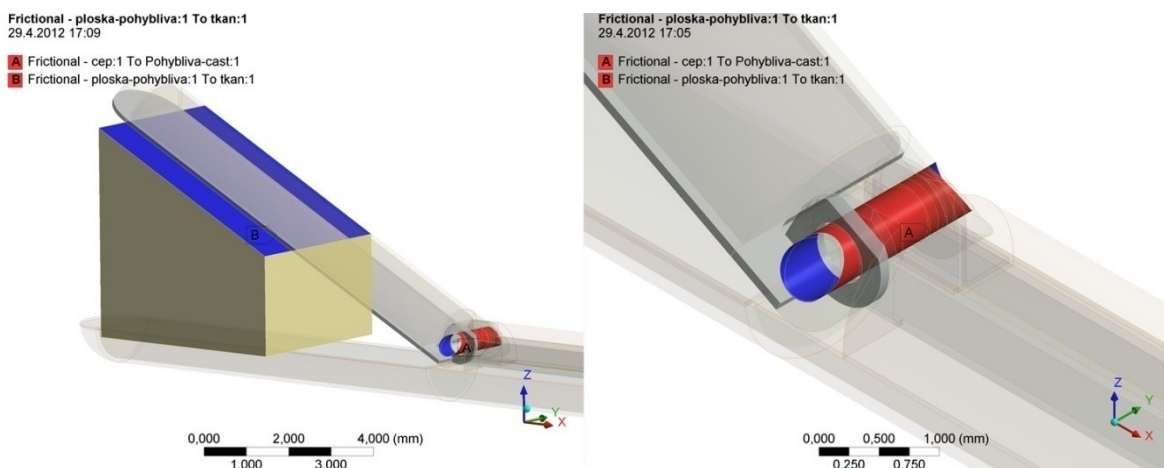 Frictional - ploska-pohybliva:1 To tkan:1
29.4.2012 17:09
A Frictional - cep:1 To Pohybliva-cast:1
B Frictional - ploska-pohybliva:1 To tkan:1
B
A
Z
Y
X
0,000 2,000 4,000 (mm)
1,000 3,000
Frictional - ploska-pohybliva:1 To tkan:1
29.4.2012 17:05
A Frictional - cep:1 To Pohybliva-cast:1
B Frictional - ploska-pohybliva:1 To tkan:1
A
Z
Y
X
0,000 0,500 1,000 (mm)
0,250 0,750